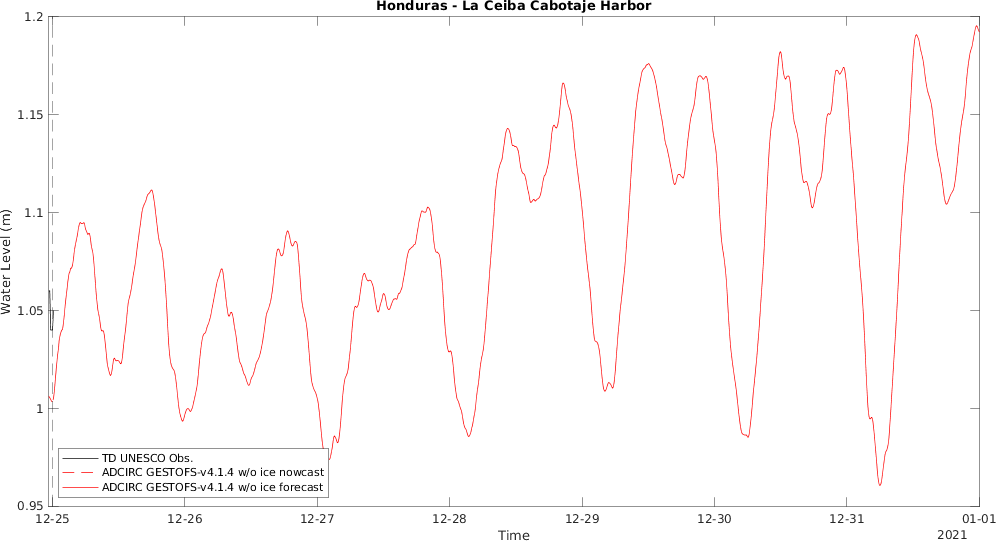 Honduras - La Ceiba Cabotaje Harbor
Water Level (m)
1.2
1.15
1.1
1.05
1
0.95
TD UNESCO Obs.
ADCIRC GESTOFS-v4.1.4 w/o ice nowcast
ADCIRC GESTOFS-v4.1.4 w/o ice forecast
12-25 12-26 12-27 12-28 12-29 12-30 12-31 01-01
Time
2021